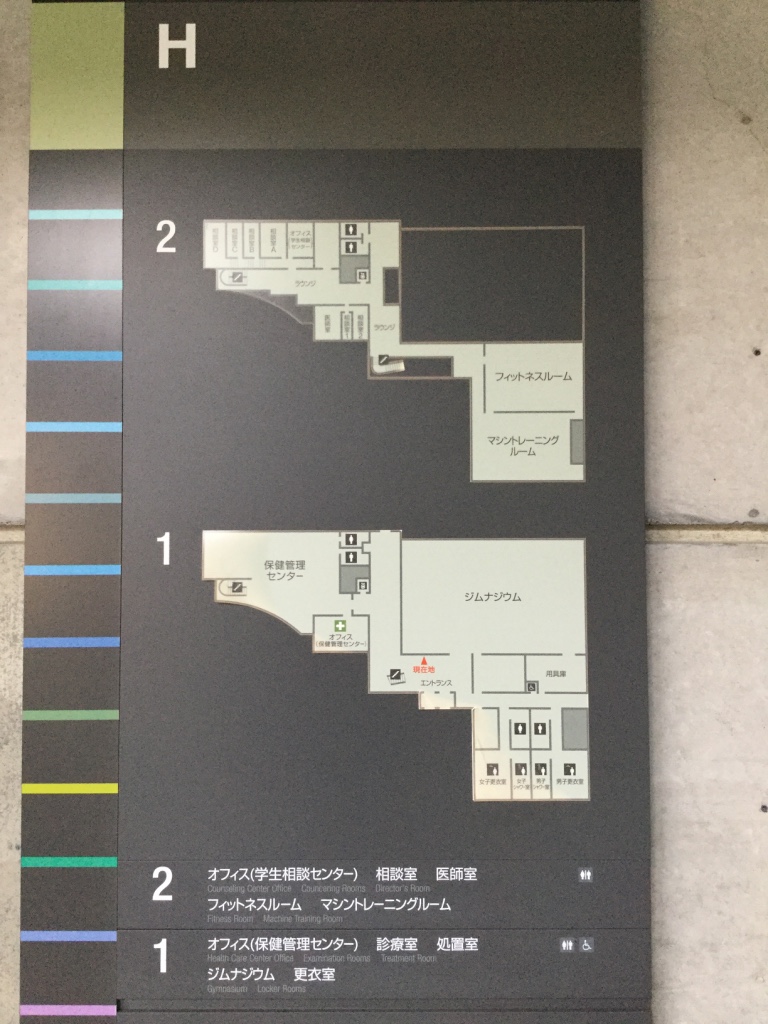 H
2
オフィス
(学生相談
センター)
ラウンジ
医師室
ラウンジ
フィットネスルーム
マシントレーニング
ルーム
1
保健管理
センター
オフィス
(保健管理センター)
ジムナジウム
現在地
エントランス
用具庫
女子更衣室
女子
シャワー室
男子
シャワー室
男子更衣室
2
オフィス(学生相談センター) 相談室 医師室
Counseling Center Office Councering Rooms Director's Room
フィットネスルーム マシントレーニングルーム
Fitness Room Machine Training Room
1
オフィス(保健管理センター) 診療室 処置室
Health Care Center Office Examination Rooms Treatment Room
ジムナジウム 更衣室
Gymnasium Locker Rooms